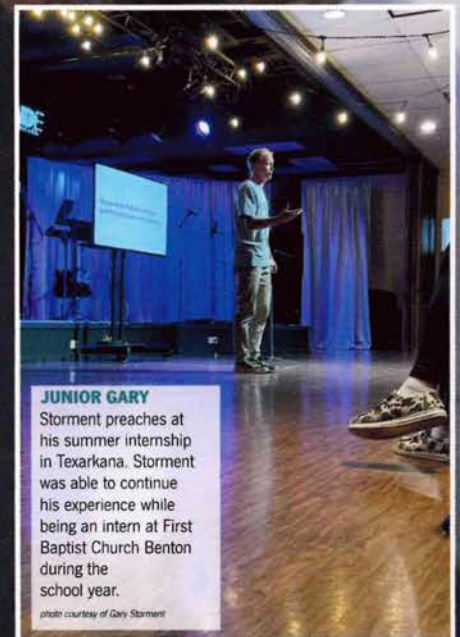 JUNIOR GARY
Storment preaches at
his summer internship
in Texarkana. Storment
was able to continue
his experience while
being an intern at First
Baptist Church Benton
during the
school year.
photo courtesy of Gary Storment